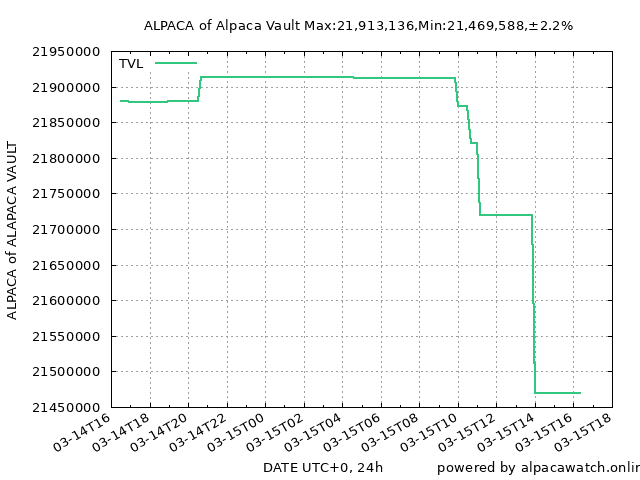 ALPACA of Alpaca Vault Max:21,913,136,Min:21,469,588,±2.2%
TVL
21950000
21900000
21850000
21800000
21750000
21700000
21650000
21600000
21550000
21500000
21450000
ALPACA of ALAPACA VAULT
03-14T16
03-14T18
03-14T20
03-14T22
03-15T00
03-15T02
03-15T04
03-15T06
03-15T08
03-15T10
03-15T12
03-15T14
03-15T16
03-15T18
DATE UTC+0, 24h
powered by alpacawatch.onlin